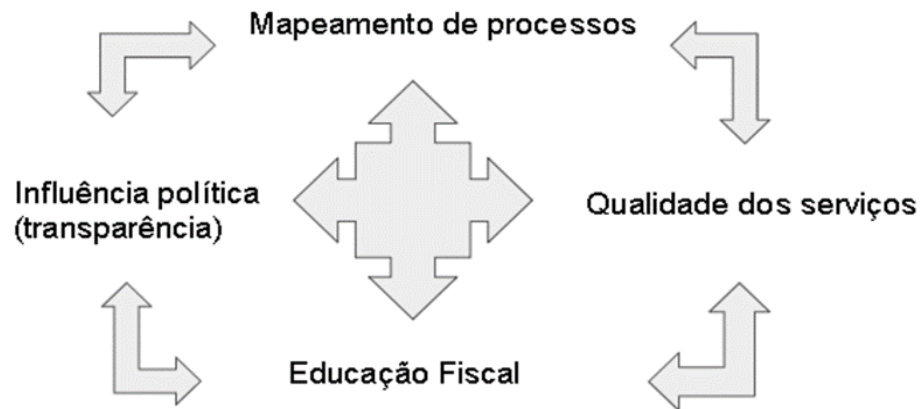 Mapeamento de processos
Influência política
(transparência)
Qualidade dos serviços
Educação Fiscal